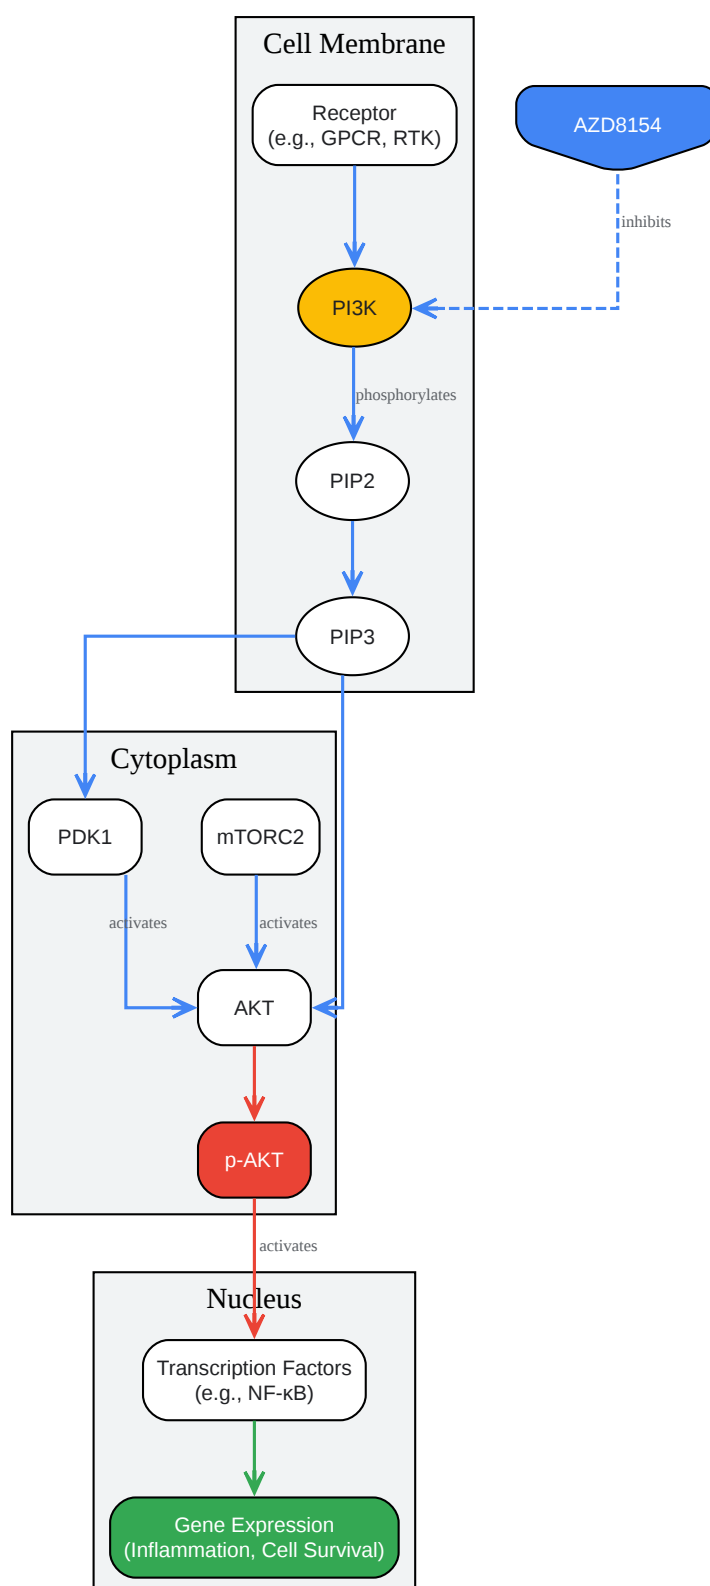 Cell Membrane
Receptor
(e.g., GPCR, RTK)
AZD8154
inhibits
PI3K
phosphorylates
PIP2
PIP3
Cytoplasm
PDK1
mTORC2
activates
activates
AKT
p-AKT
activates
Nucleus
Transcription Factors
(e.g., NF-κB)
Gene Expression
(Inflammation, Cell Survival)